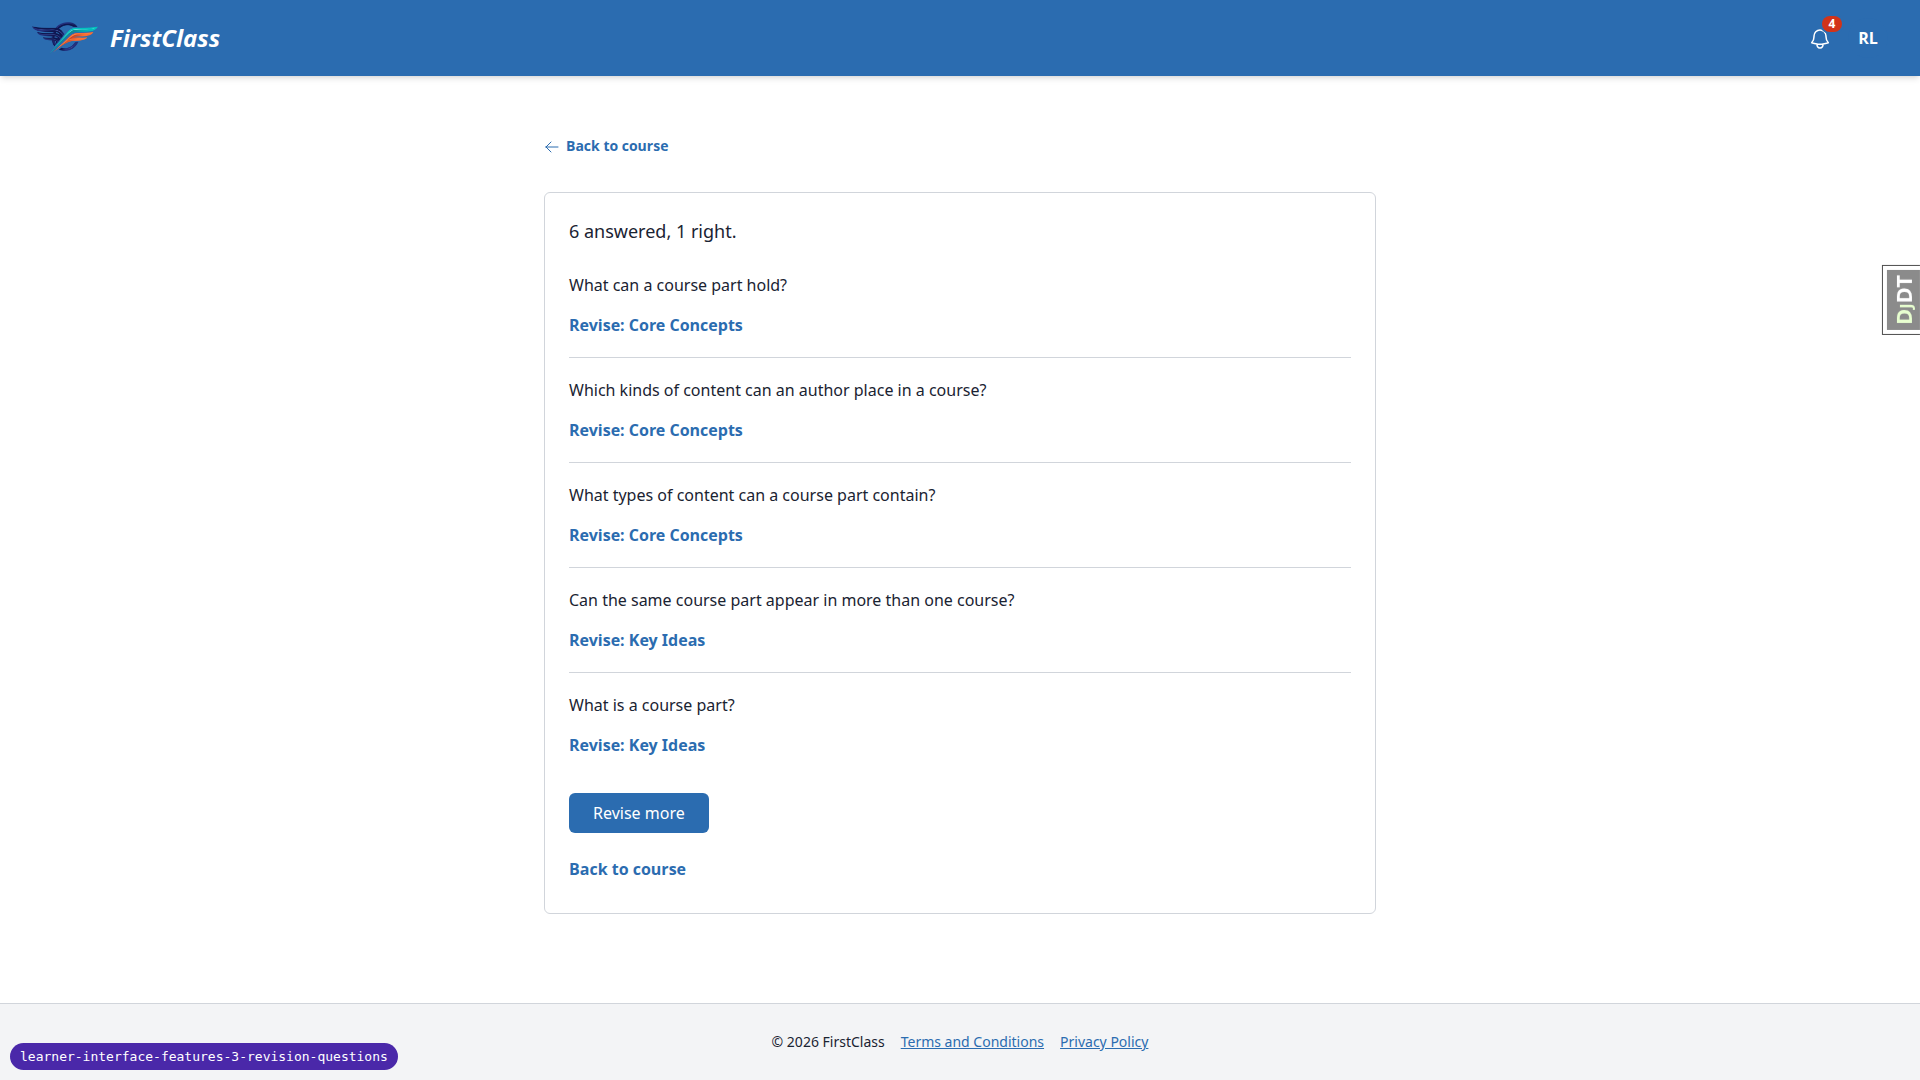 FirstClass
4
RL
Back to course
6 answered, 1 right.
What can a course part hold?
Revise: Core Concepts
Which kinds of content can an author place in a course?
Revise: Core Concepts
What types of content can a course part contain?
Revise: Core Concepts
Can the same course part appear in more than one course?
Revise: Key Ideas
What is a course part?
Revise: Key Ideas
Revise more
Back to course
DJDT
© 2026 FirstClass Terms and Conditions Privacy Policy
learner-interface-features-3-revision-questions